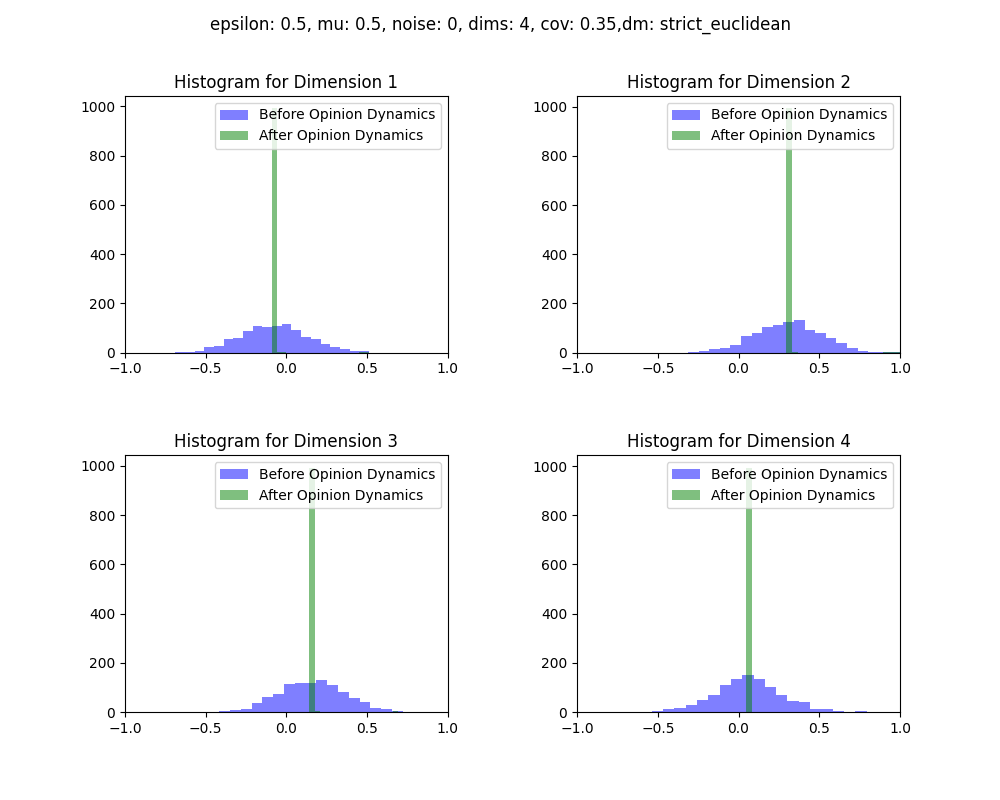 epsilon: 0.5, mu: 0.5, noise: 0, dims: 4, cov: 0.35,dm: strict_euclidean
Histogram for Dimension 1
Before Opinion Dynamics
After Opinion Dynamics
1000
800
600
400
200
0
−1.0 −0.5 0.0 0.5 1.0
Histogram for Dimension 2
Before Opinion Dynamics
After Opinion Dynamics
1000
800
600
400
200
0
−1.0 −0.5 0.0 0.5 1.0
Histogram for Dimension 3
Before Opinion Dynamics
After Opinion Dynamics
1000
800
600
400
200
0
−1.0 −0.5 0.0 0.5 1.0
Histogram for Dimension 4
Before Opinion Dynamics
After Opinion Dynamics
1000
800
600
400
200
0
−1.0 −0.5 0.0 0.5 1.0